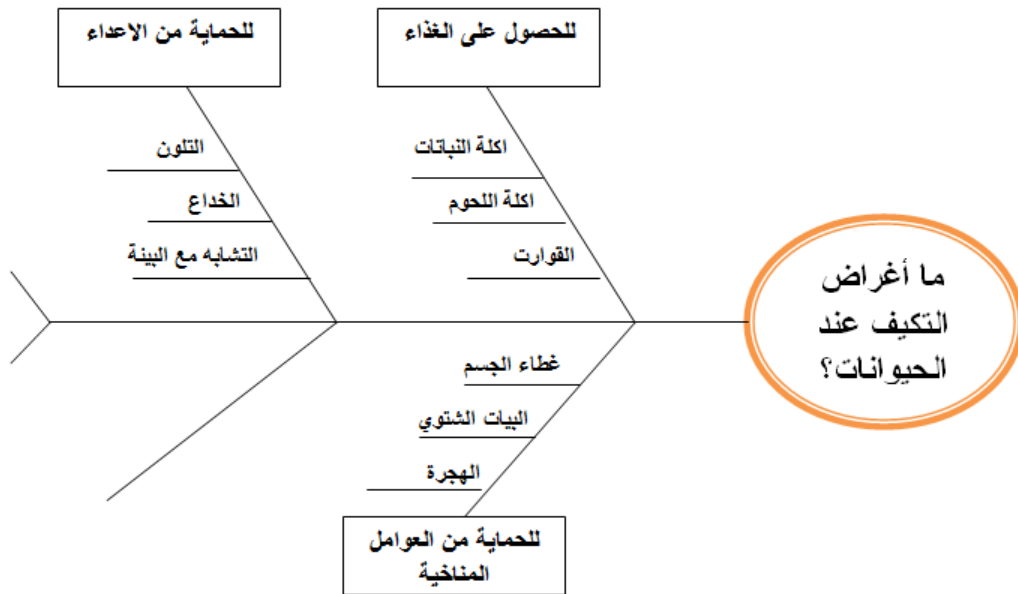 للحصول على الغذاء
للحماية من الاعداء
اكلة النباتات
اكلة اللحوم
القوارت
التلون
الخداع
التشابه مع البيئة
ما أغراض
التكيف عند
الحيوانات؟
غطاء الجسم
البيات الشتوي
الهجرة
للحماية من العوامل
المناخية